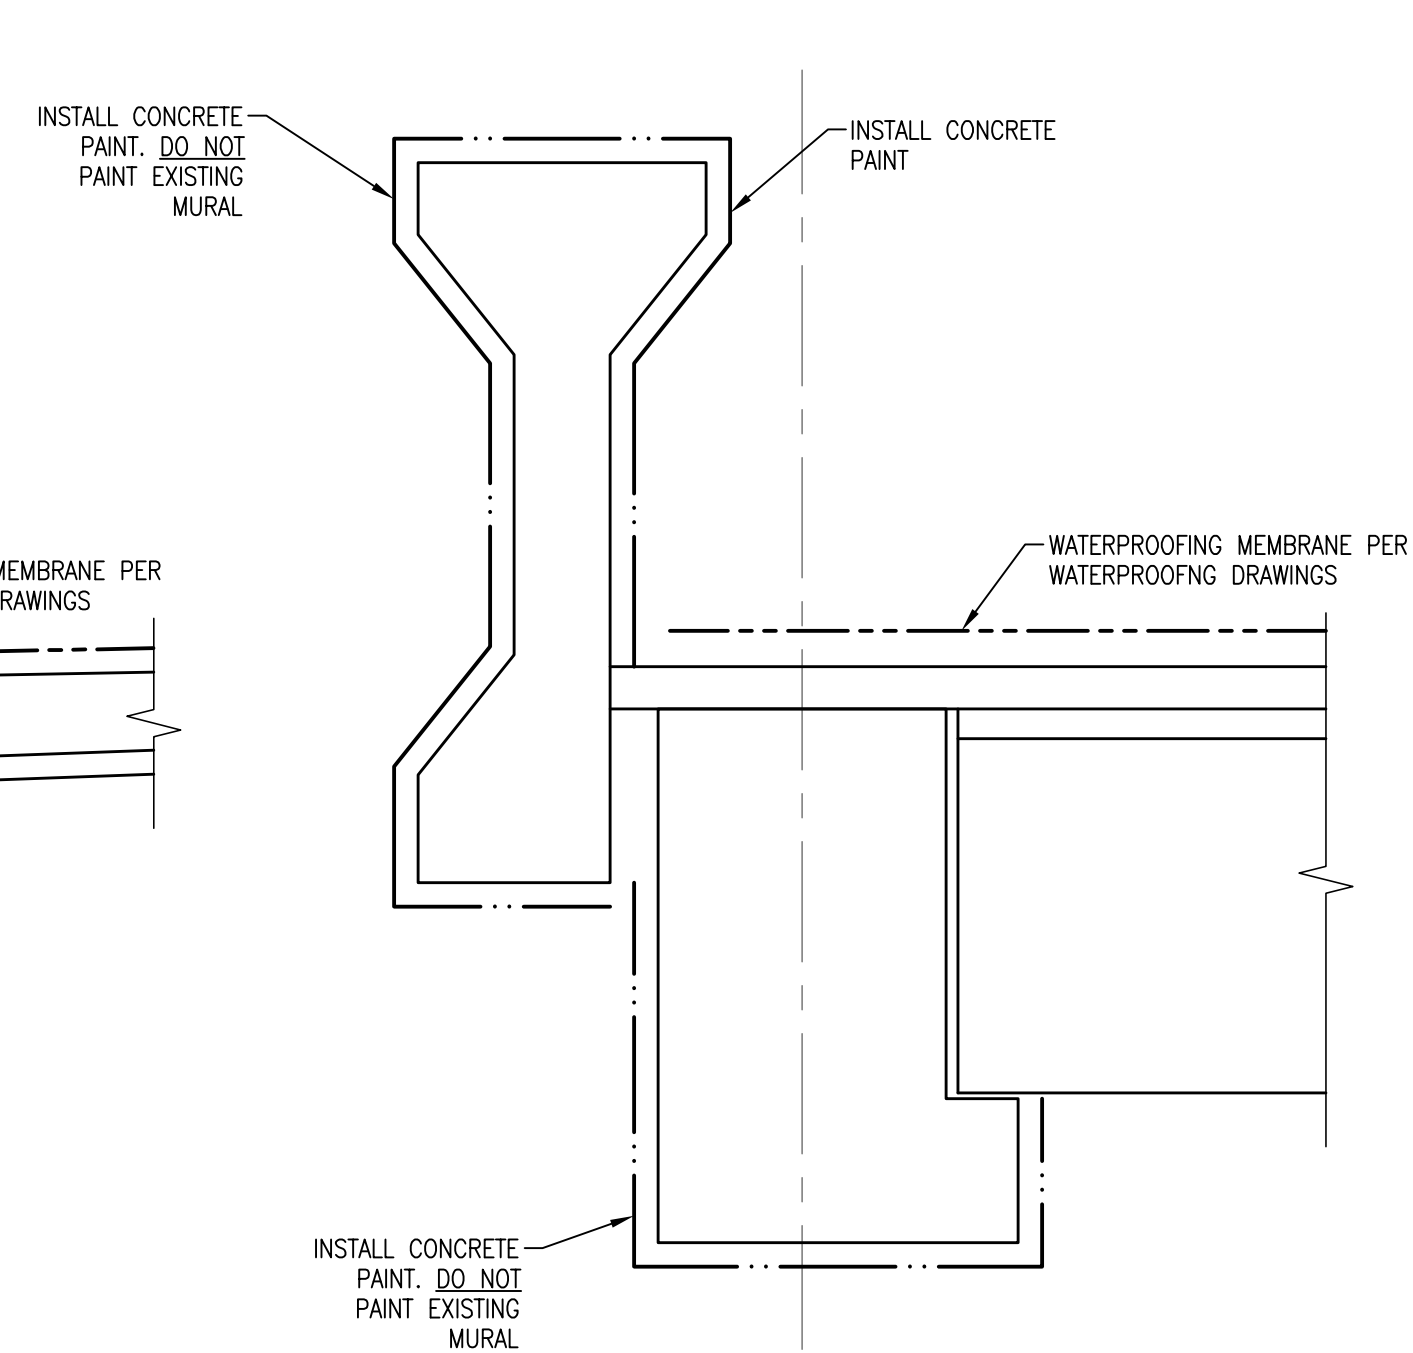 INSTALL CONCRETE
PAINT. DO NOT
PAINT EXISTING
MURAL
INSTALL CONCRETE
PAINT
WATERPROOFING MEMBRANE PER
WATERPROOFNG DRAWINGS
MEMBRANE PER
RAWINGS
INSTALL CONCRETE
PAINT. DO NOT
PAINT EXISTING
MURAL